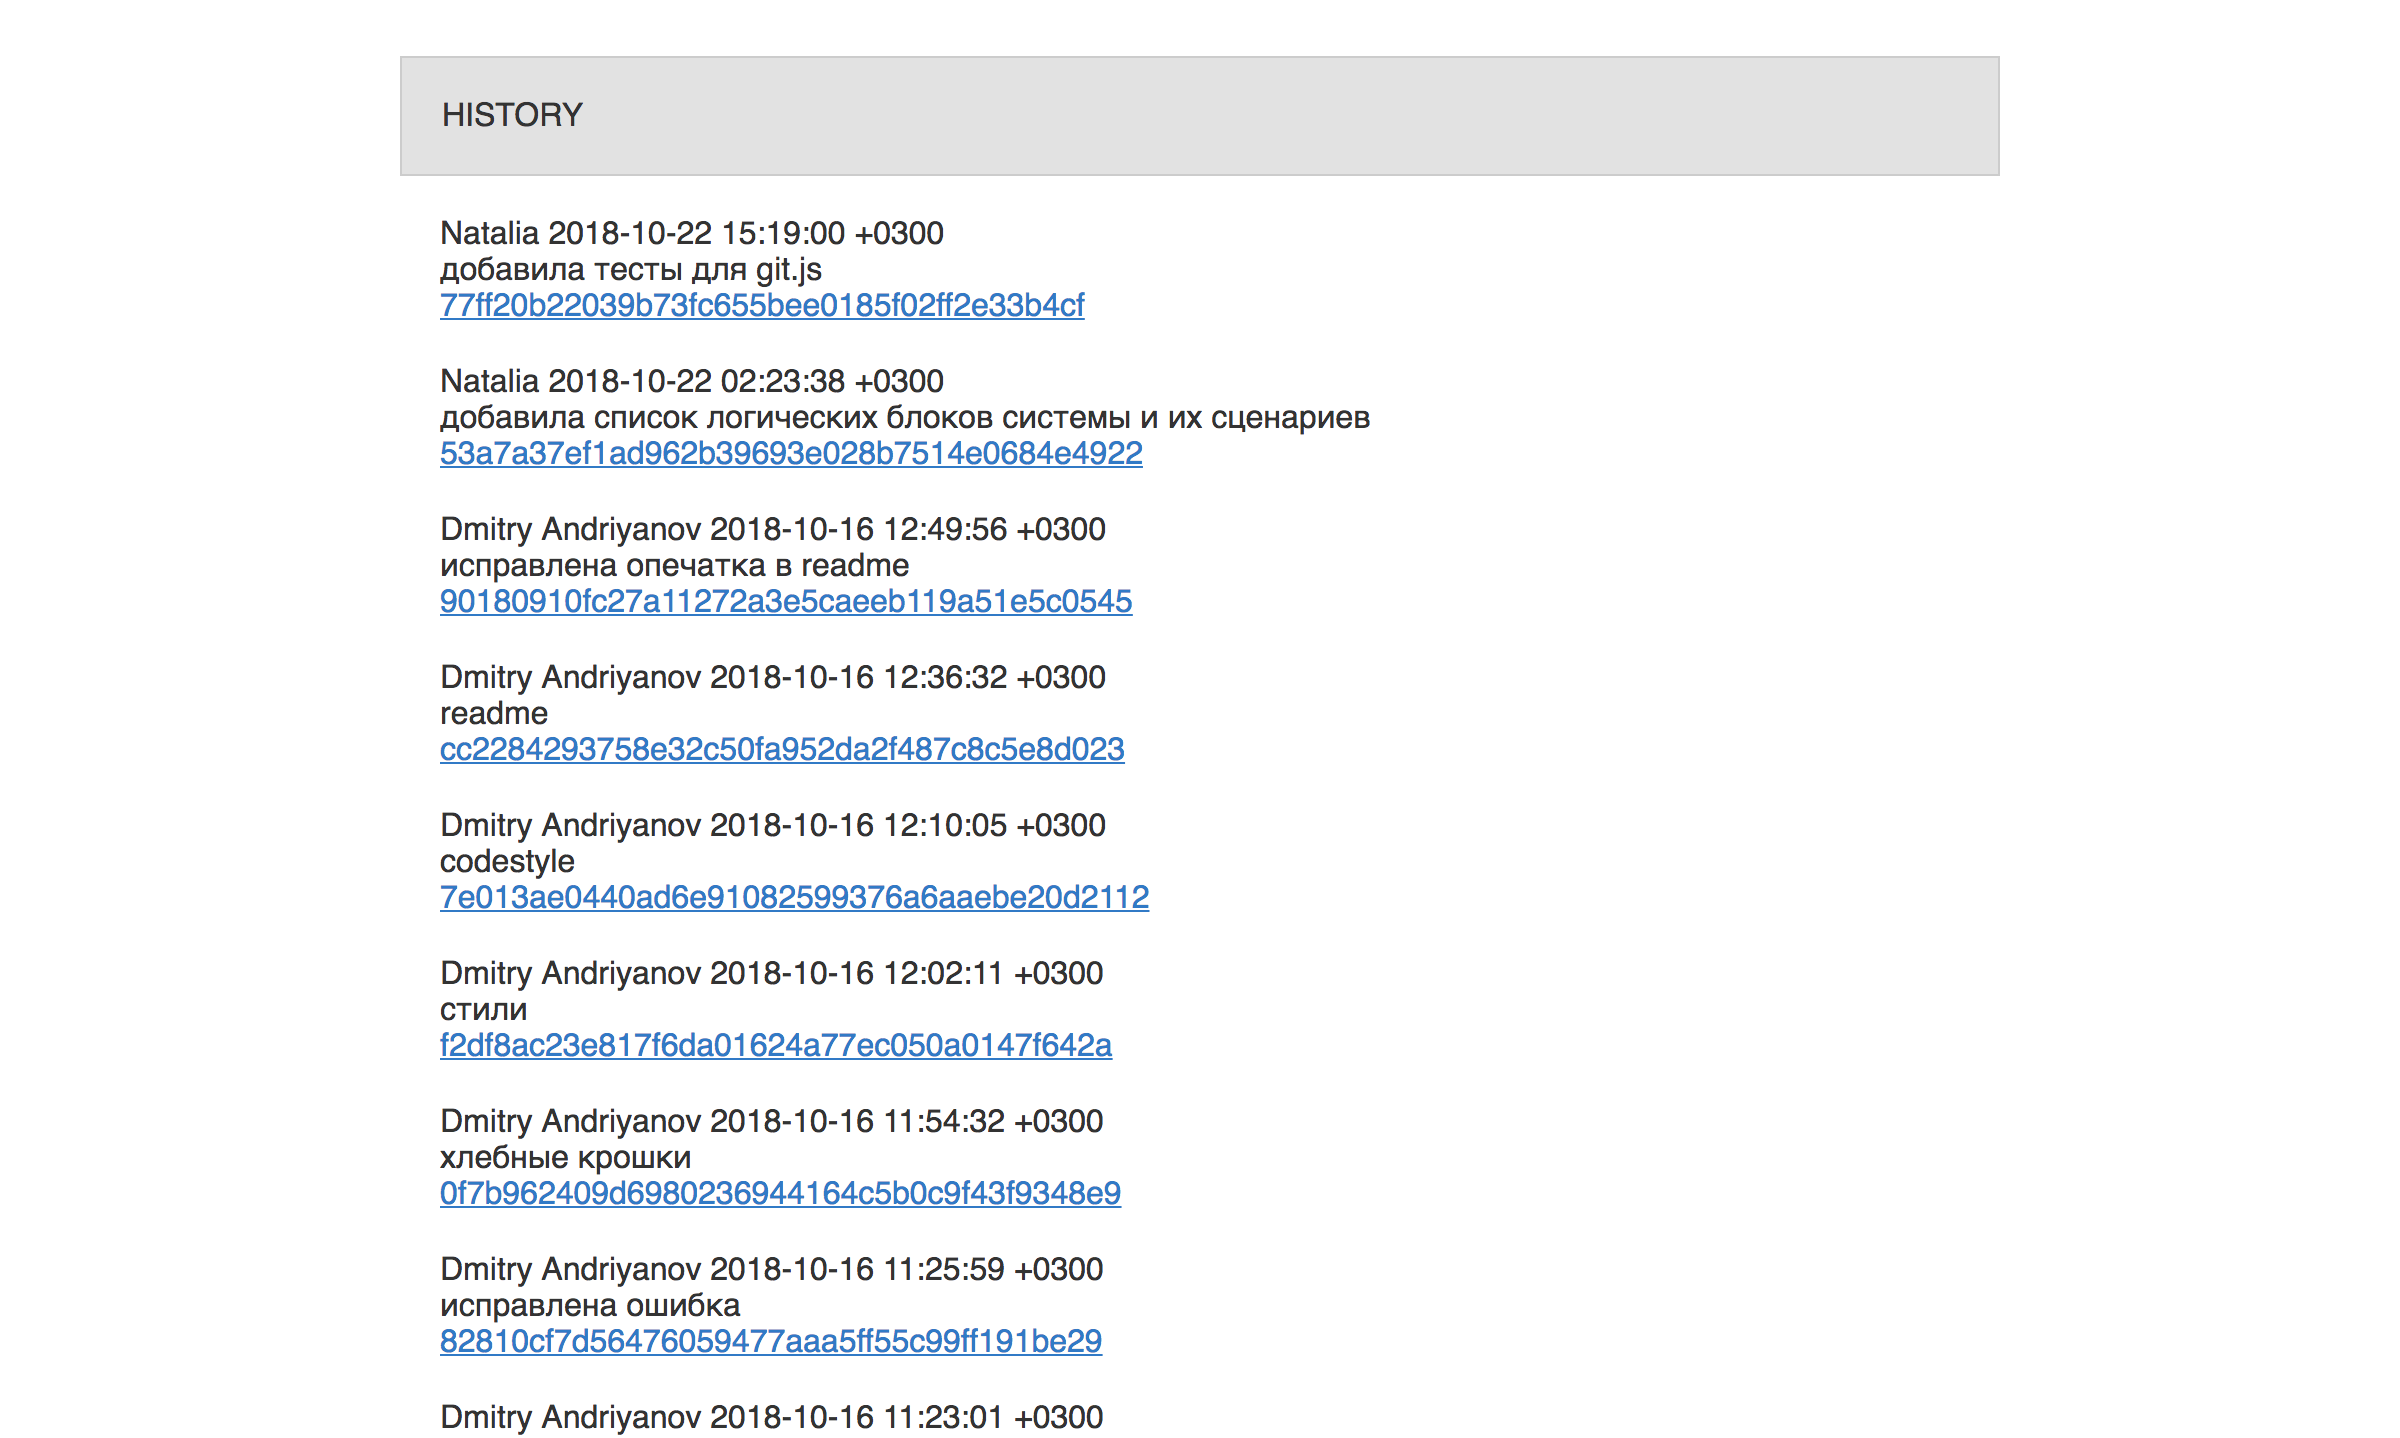 HISTORY
Natalia 2018-10-22 15:19:00 +0300
добавила тесты для git.js
77ff20b22039b73fc655bee0185f02ff2e33b4cf
Natalia 2018-10-22 02:23:38 +0300
добавила список логических блоков системы и их сценариев
53a7a37ef1ad962b39693e028b7514e0684e4922
Dmitry Andriyanov 2018-10-16 12:49:56 +0300
исправлена опечатка в readme
90180910fc27a11272a3e5caeeb119a51e5c0545
Dmitry Andriyanov 2018-10-16 12:36:32 +0300
readme
cc2284293758e32c50fa952da2f487c8c5e8d023
Dmitry Andriyanov 2018-10-16 12:10:05 +0300
codestyle
7e013ae0440ad6e91082599376a6aaebe20d2112
Dmitry Andriyanov 2018-10-16 12:02:11 +0300
стили
f2df8ac23e817f6da01624a77ec050a0147f642a
Dmitry Andriyanov 2018-10-16 11:54:32 +0300
хлебные крошки
0f7b962409d6980236944164c5b0c9f43f9348e9
Dmitry Andriyanov 2018-10-16 11:25:59 +0300
исправлена ошибка
82810cf7d56476059477aaa5ff55c99ff191be29
Dmitry Andriyanov 2018-10-16 11:23:01 +0300